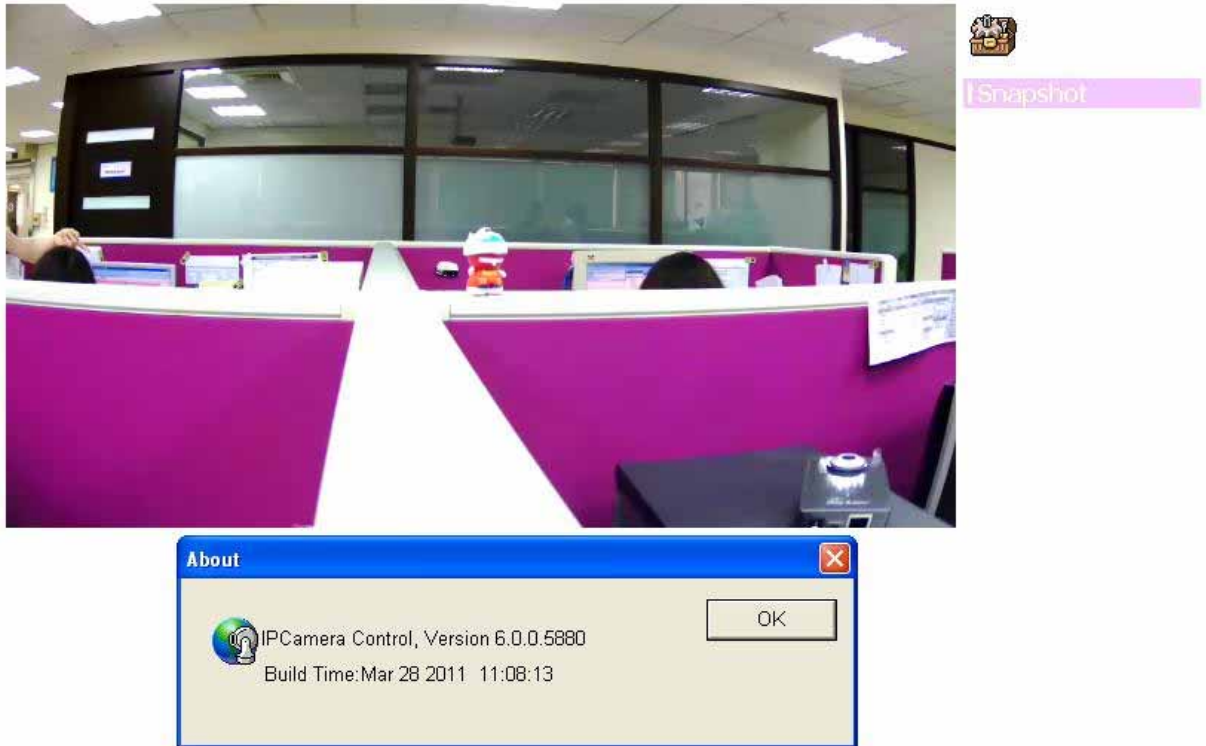 Snapshot
About
OK
IPCamera Control, Version 6.0.0.5880
Build Time:Mar 28 2011 11:08:13